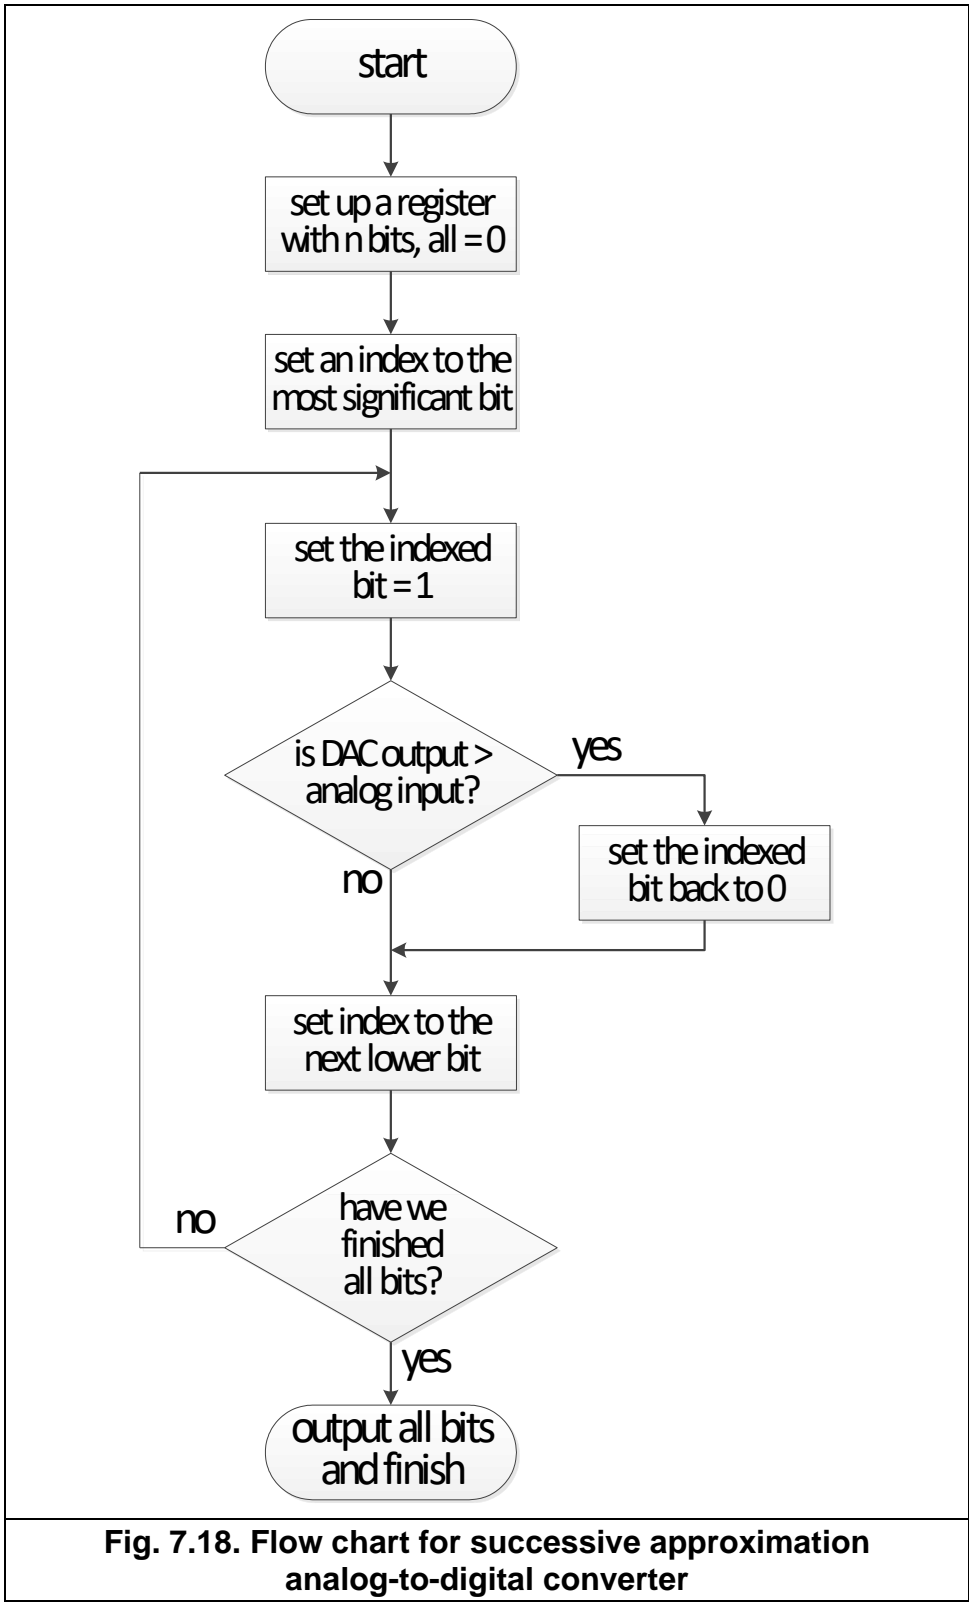 start
set up a register
with n bits, all = 0
set an index to the
most significant bit
set the indexed
bit = 1
is DAC output >
analog input?
yes
no
set the indexed
bit back to 0
set index to the
next lower bit
have we
finished
all bits?
no
yes
output all bits
and finish
Fig. 7.18. Flow chart for successive approximation
analog-to-digital converter